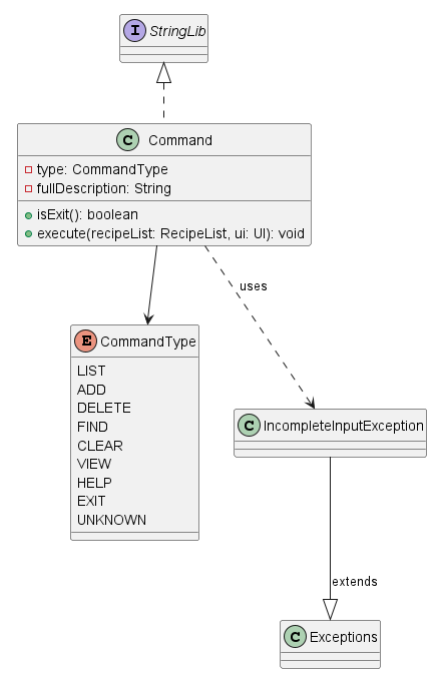 I StringLib
C Command
type: CommandType
fullDescription: String
isExit(): boolean
execute(recipeList: RecipeList, ui: UI): void
uses
E CommandType
LIST
ADD
DELETE
FIND
CLEAR
VIEW
HELP
EXIT
UNKNOWN
C IncompleteInputException
extends
C Exceptions